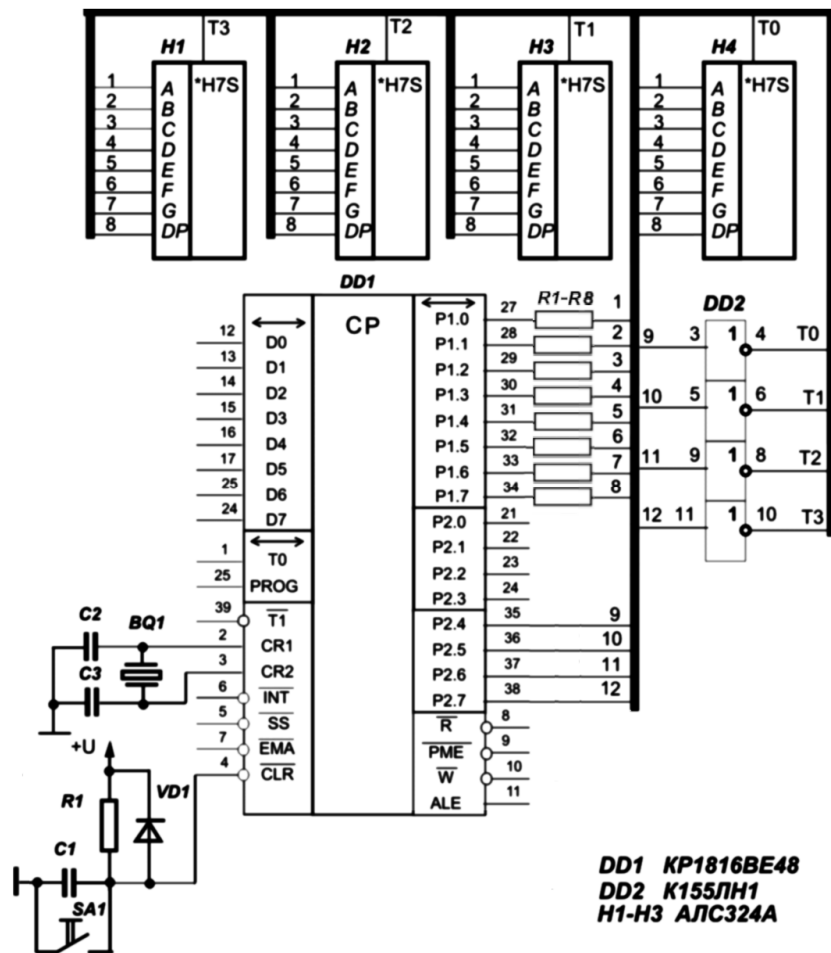 T3 T2 T1 T0
H1 H2 H3 H4
1 A *H7S 1 A *H7S 1 A *H7S 1 A *H7S
2 B 2 B 2 B 2 B
3 C 3 C 3 C 3 C
4 D 4 D 4 D 4 D
5 E 5 E 5 E 5 E
6 F 6 F 6 F 6 F
7 G 7 G 7 G 7 G
8 DP 8 DP 8 DP 8 DP
DD1
CP
12 D0
13 D1
14 D2
15 D3
16 D4
17 D5
25 D6
24 D7
1 T0
25 PROG
39 T1
2 CR1
3 CR2
6 INT
5 SS
7 EMA
4 CLR
R1-R8
P1.0 27 1
P1.1 28 2
P1.2 29 3
P1.3 30 4
P1.4 31 5
P1.5 32 6
P1.6 33 7
P1.7 34 8
P2.0 21
P2.1 22
P2.2 23
P2.3 24
P2.4 35 9
P2.5 36 10
P2.6 37 11
P2.7 38 12
R 8
PME 9
W 10
ALE 11
DD2
9 3 1 4 T0
10 5 1 6 T1
11 9 1 8 T2
12 11 1 10 T3
C2
BQ1
C3
+U
R1
VD1
C1
SA1
DD1 КР1816ВЕ48
DD2 К155ЛН1
H1-H3 АЛС324А